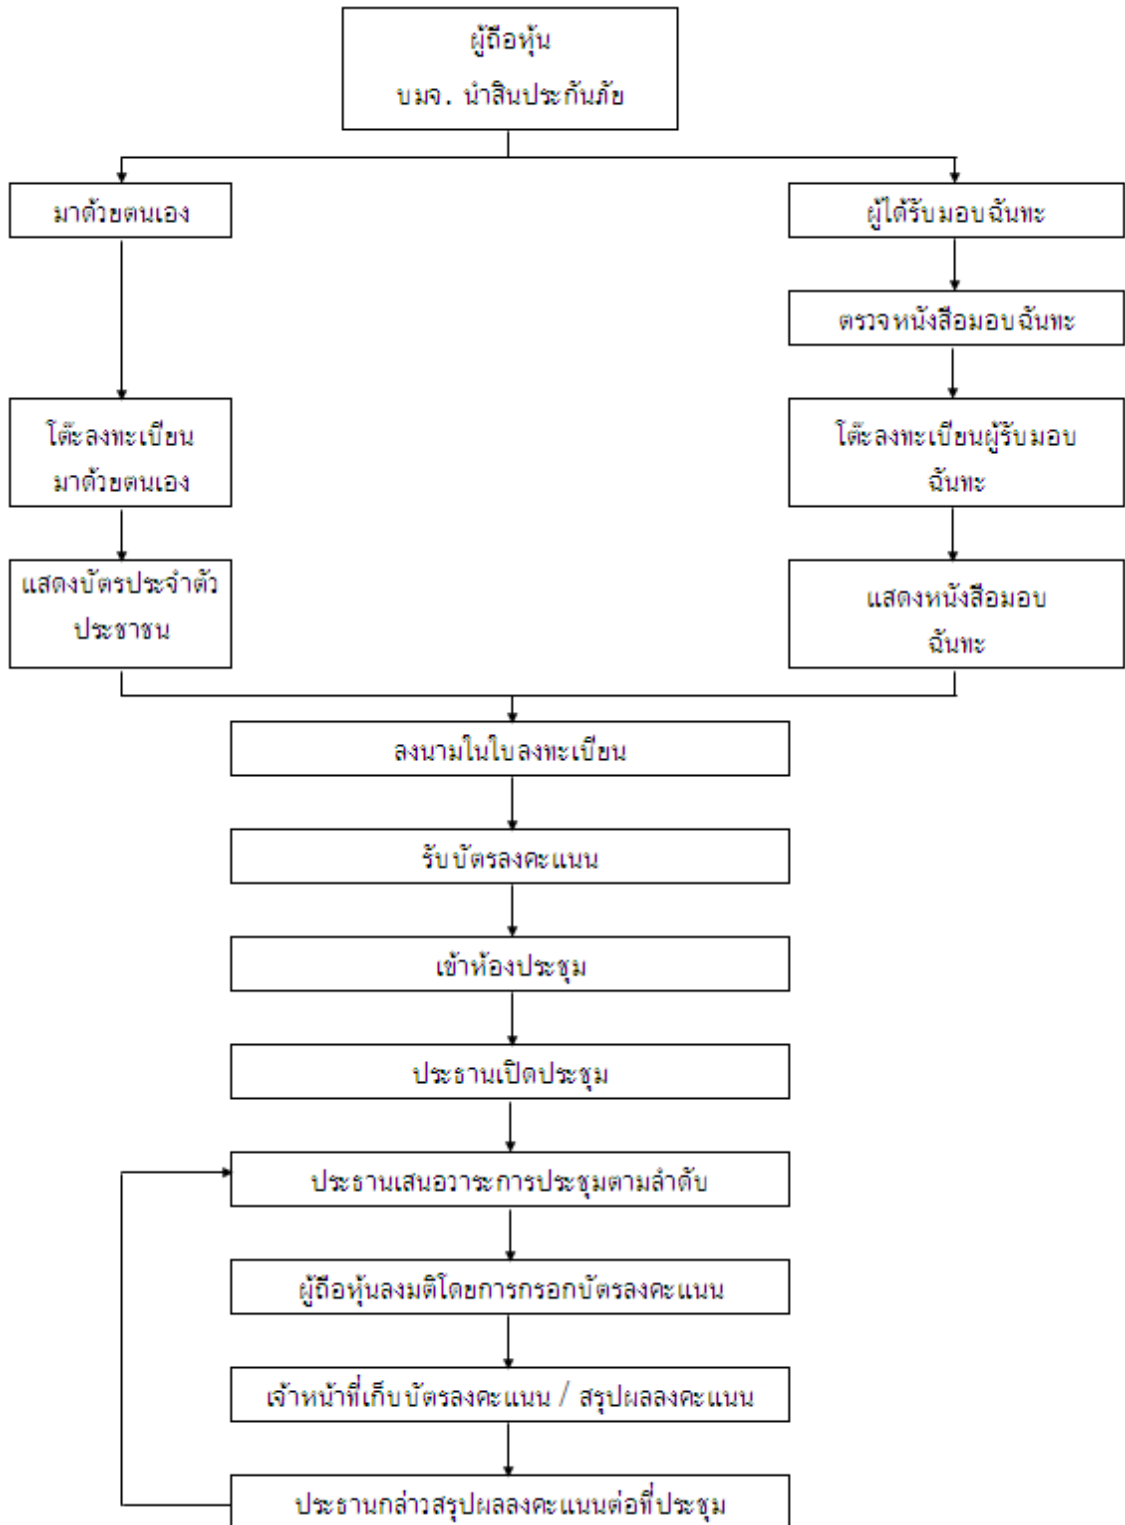 ผู้ถือหุ้น
บมจ. นำสินประกันภัย
มาด้วยตนเอง
ผู้ได้รับมอบฉันทะ
ตรวจหนังสือมอบฉันทะ
โต๊ะลงทะเบียน
มาด้วยตนเอง
โต๊ะลงทะเบียนผู้รับมอบ
ฉันทะ
แสดงบัตรประจำตัว
ประชาชน
แสดงหนังสือมอบ
ฉันทะ
ลงนามในใบลงทะเบียน
รับบัตรลงคะแนน
เข้าห้องประชุม
ประธานเปิดประชุม
ประธานเสนอวาระการประชุมตามลำดับ
ผู้ถือหุ้นลงมติโดยการกรอกบัตรลงคะแนน
เจ้าหน้าที่เก็บบัตรลงคะแนน / สรุปผลลงคะแนน
ประธานกล่าวสรุปผลลงคะแนนต่อที่ประชุม